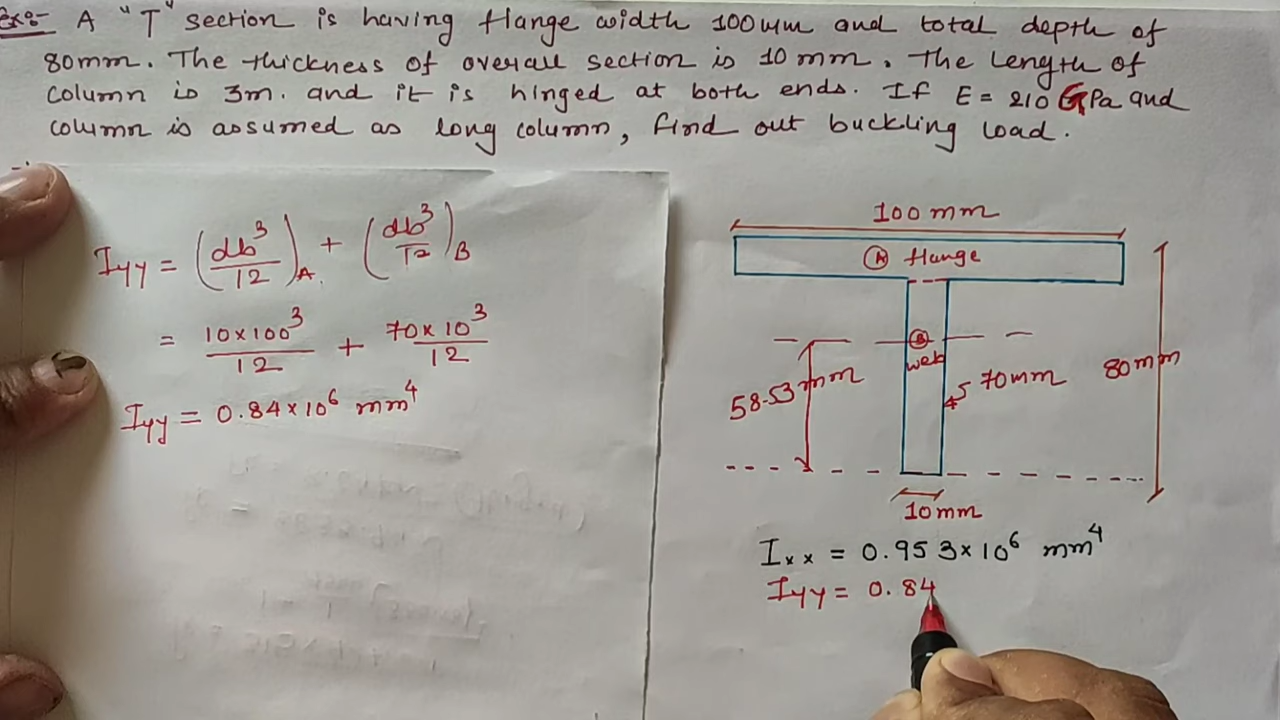 Ex:- A "T" section is having flange width 100mm and total depth of
80mm. The thickness of overall section is 10 mm. The length of
column is 3m. and it is hinged at both ends. If E = 210 GPa and
column is assumed as long column, find out buckling load.
Iyy = (db³/12)A + (db³/12)B
= 10×100³/12 + 70×10³/12
Iyy = 0.84×10⁶ mm⁴
100 mm
A flange
B
web
58.53 mm
70mm
80mm
10mm
Ixx = 0.953×10⁶ mm⁴
Iyy = 0.84